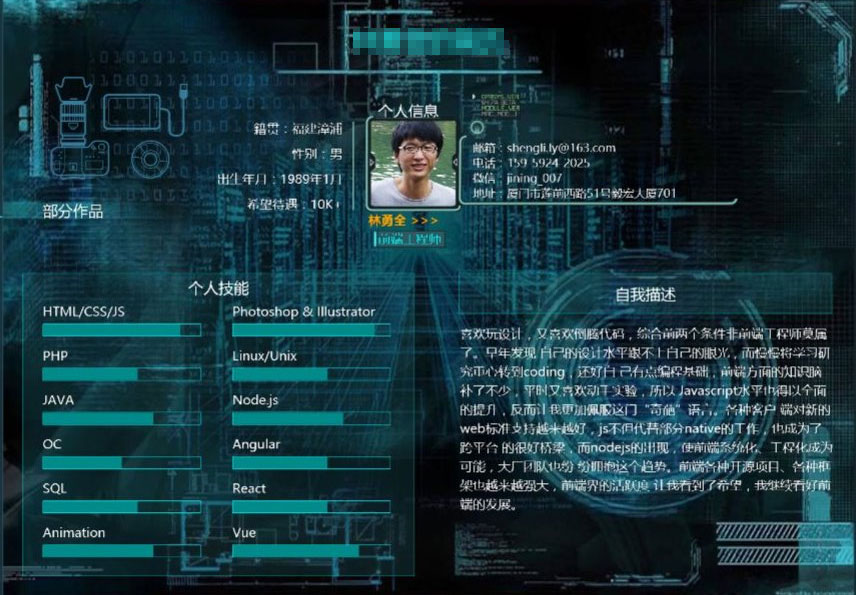 个人信息
籍贯：福建漳浦
性别：男
出生年月：1989年1月
希望待遇：10K+
邮箱：shengli.ly@163.com
电话：159 5924 2025
微信：jining_007
地址：厦门市莲前西路51号毅宏大厦701
林勇全 >>>
前端工程师
部分作品
个人技能
HTML/CSS/JS
Photoshop & Illustrator
PHP
Linux/Unix
JAVA
Node.js
OC
Angular
SQL
React
Animation
Vue
自我描述
喜欢玩设计，又喜欢倒腾代码，综合前两个条件非前端工程师莫属
了。早年发现 自己的设计水平跟不上自己的眼光，而慢慢将学习研
究重心转到coding，还好自 己有点编程基础，前端方面的知识脑
补了不少，平时又喜欢动手实验，所以 Javascript水平也得以全面
的提升，反而让我更加佩服这门 “奇葩” 语言。各种客户 端对新的
web标准支持越来越好，js不但代替部分native的工作，也成为了
跨平台 的很好桥梁，而nodejs的出现，使前端系统化、工程化成为
可能，大厂团队也纷 纷拥抱这个趋势。前端各种开源项目、各种框
架也越来越强大，前端界的活跃度 让我看到了希望，我继续看好前
端的发展。